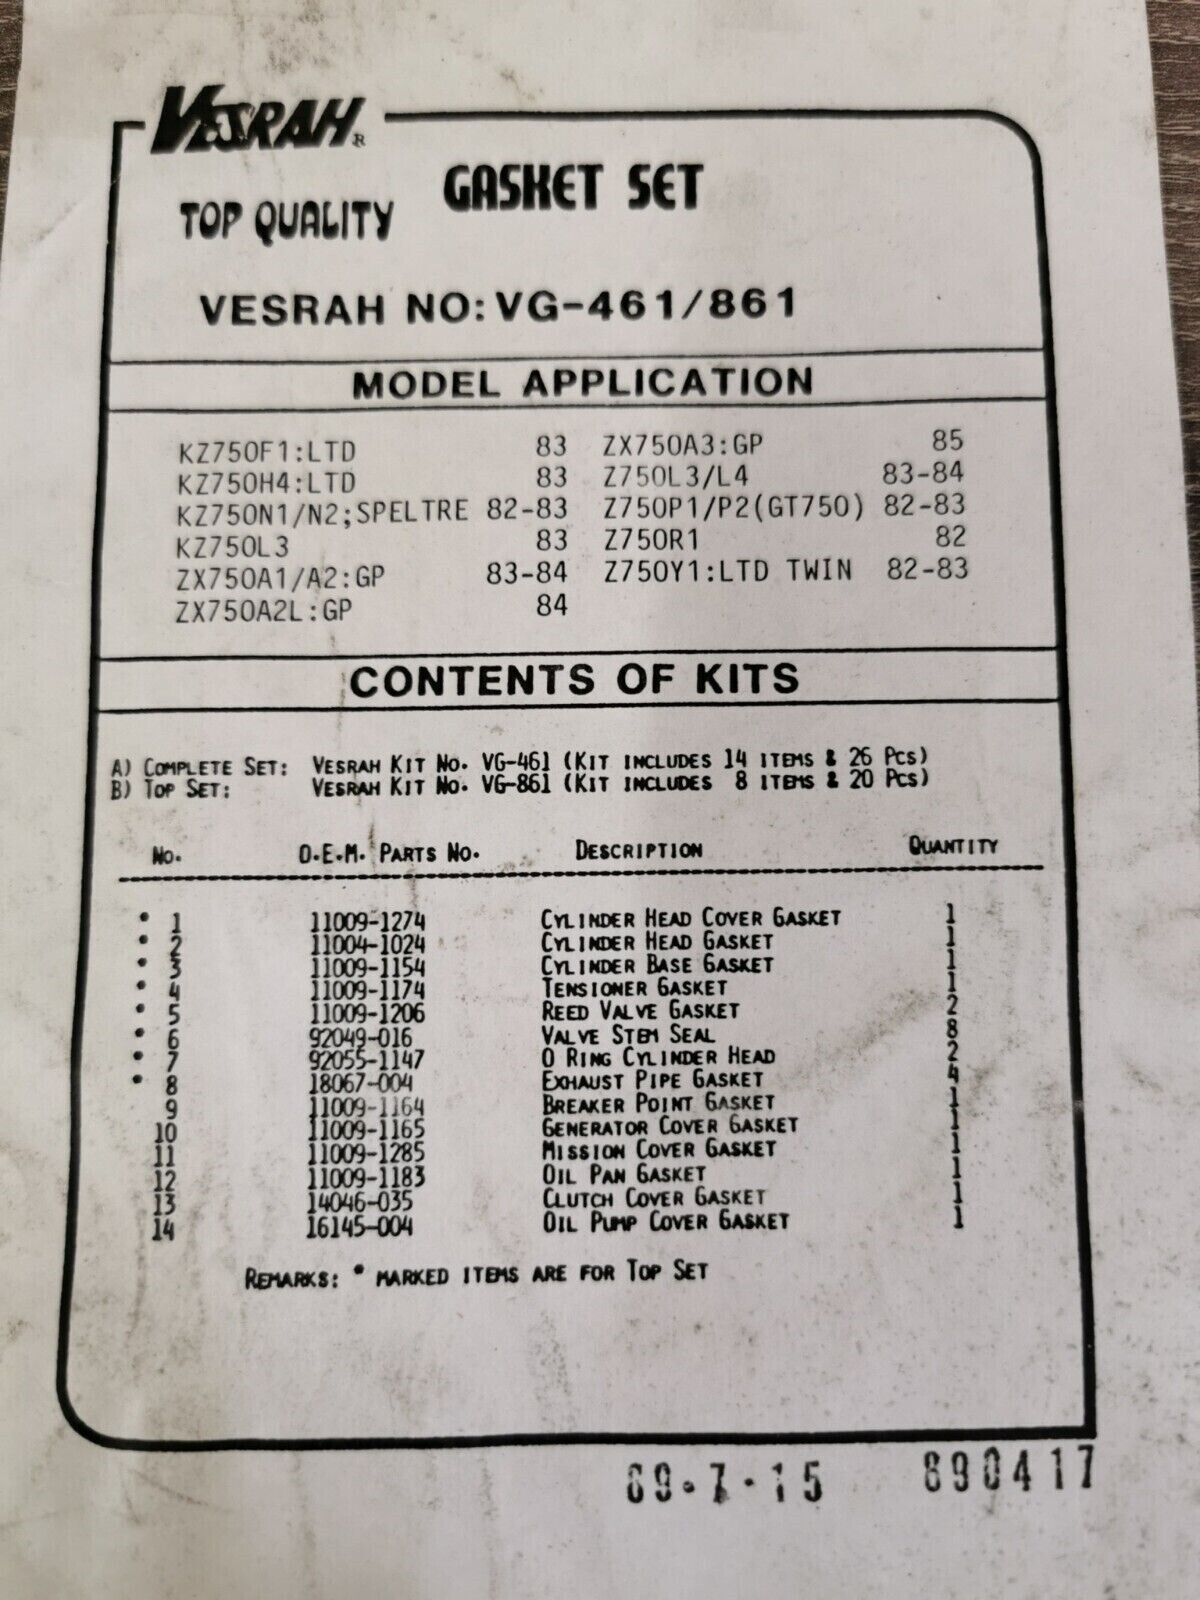 VESRAH®
GASKET SET
TOP QUALITY
VESRAH NO: VG-461/861
MODEL APPLICATION
KZ750F1:LTD 83 ZX750A3:GP 85
KZ750H4:LTD 83 Z750L3/L4 83-84
KZ750N1/N2;SPELTRE 82-83 Z750P1/P2(GT750) 82-83
KZ750L3 83 Z750R1 82
ZX750A1/A2:GP 83-84 Z750Y1:LTD TWIN 82-83
ZX750A2L:GP 84
CONTENTS OF KITS
A) COMPLETE SET: VESRAH KIT NO. VG-461 (KIT INCLUDES 14 ITEMS & 26 PCS)
B) TOP SET: VESRAH KIT NO. VG-861 (KIT INCLUDES 8 ITEMS & 20 PCS)
NO. O.E.M. PARTS NO. DESCRIPTION QUANTITY
* 1 11009-1274 CYLINDER HEAD COVER GASKET 1
* 2 11004-1024 CYLINDER HEAD GASKET 1
* 3 11009-1154 CYLINDER BASE GASKET 1
* 4 11009-1174 TENSIONER GASKET 1
* 5 11009-1206 REED VALVE GASKET 2
* 6 92049-016 VALVE STEM SEAL 8
* 7 92055-1147 O RING CYLINDER HEAD 2
* 8 18067-004 EXHAUST PIPE GASKET 4
9 11009-1164 BREAKER POINT GASKET 1
10 11009-1165 GENERATOR COVER GASKET 1
11 11009-1285 MISSION COVER GASKET 1
12 11009-1183 OIL PAN GASKET 1
13 14046-035 CLUTCH COVER GASKET 1
14 16145-004 OIL PUMP COVER GASKET 1
REMARKS: * MARKED ITEMS ARE FOR TOP SET
89·7·15 890417